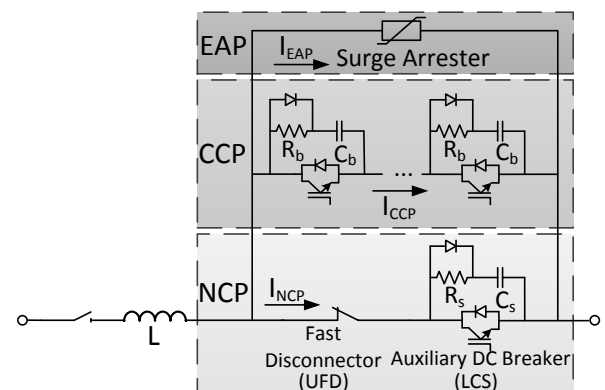 EAP
I_EAP
Surge Arrester
CCP
R_b
C_b
...
R_b
C_b
I_CCP
NCP
I_NCP
R_s
C_s
L
Fast
Disconnector
(UFD)
Auxiliary DC Breaker
(LCS)